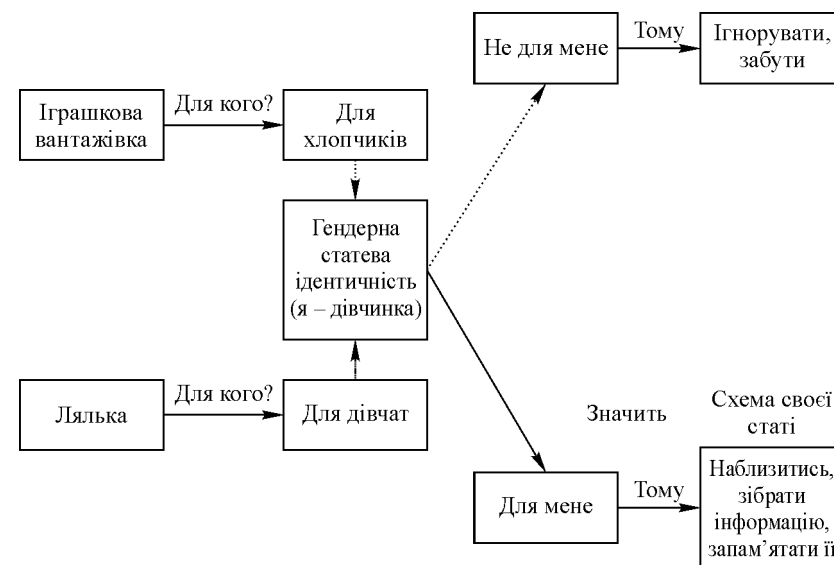 Не для мене
Тому
Ігнорувати,
забути
Іграшкова
вантажівка
Для кого?
Для
хлопчиків
Гендерна
статева
ідентичність
(я – дівчинка)
Лялька
Для кого?
Для дівчат
Значить
Схема своєї
статі
Для мене
Тому
Наблизитись,
зібрати
інформацію,
запам’ятати її